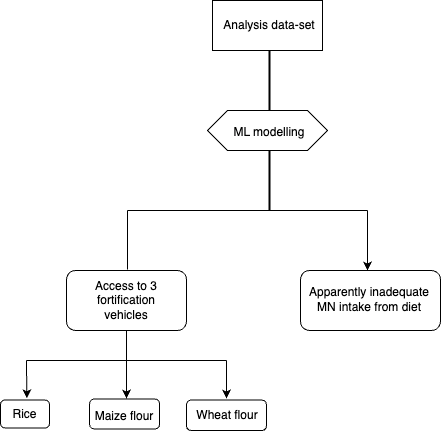 Analysis data-set
ML modelling
Access to 3
fortification
vehicles
Apparently inadequate
MN intake from diet
Rice
Maize flour
Wheat flour